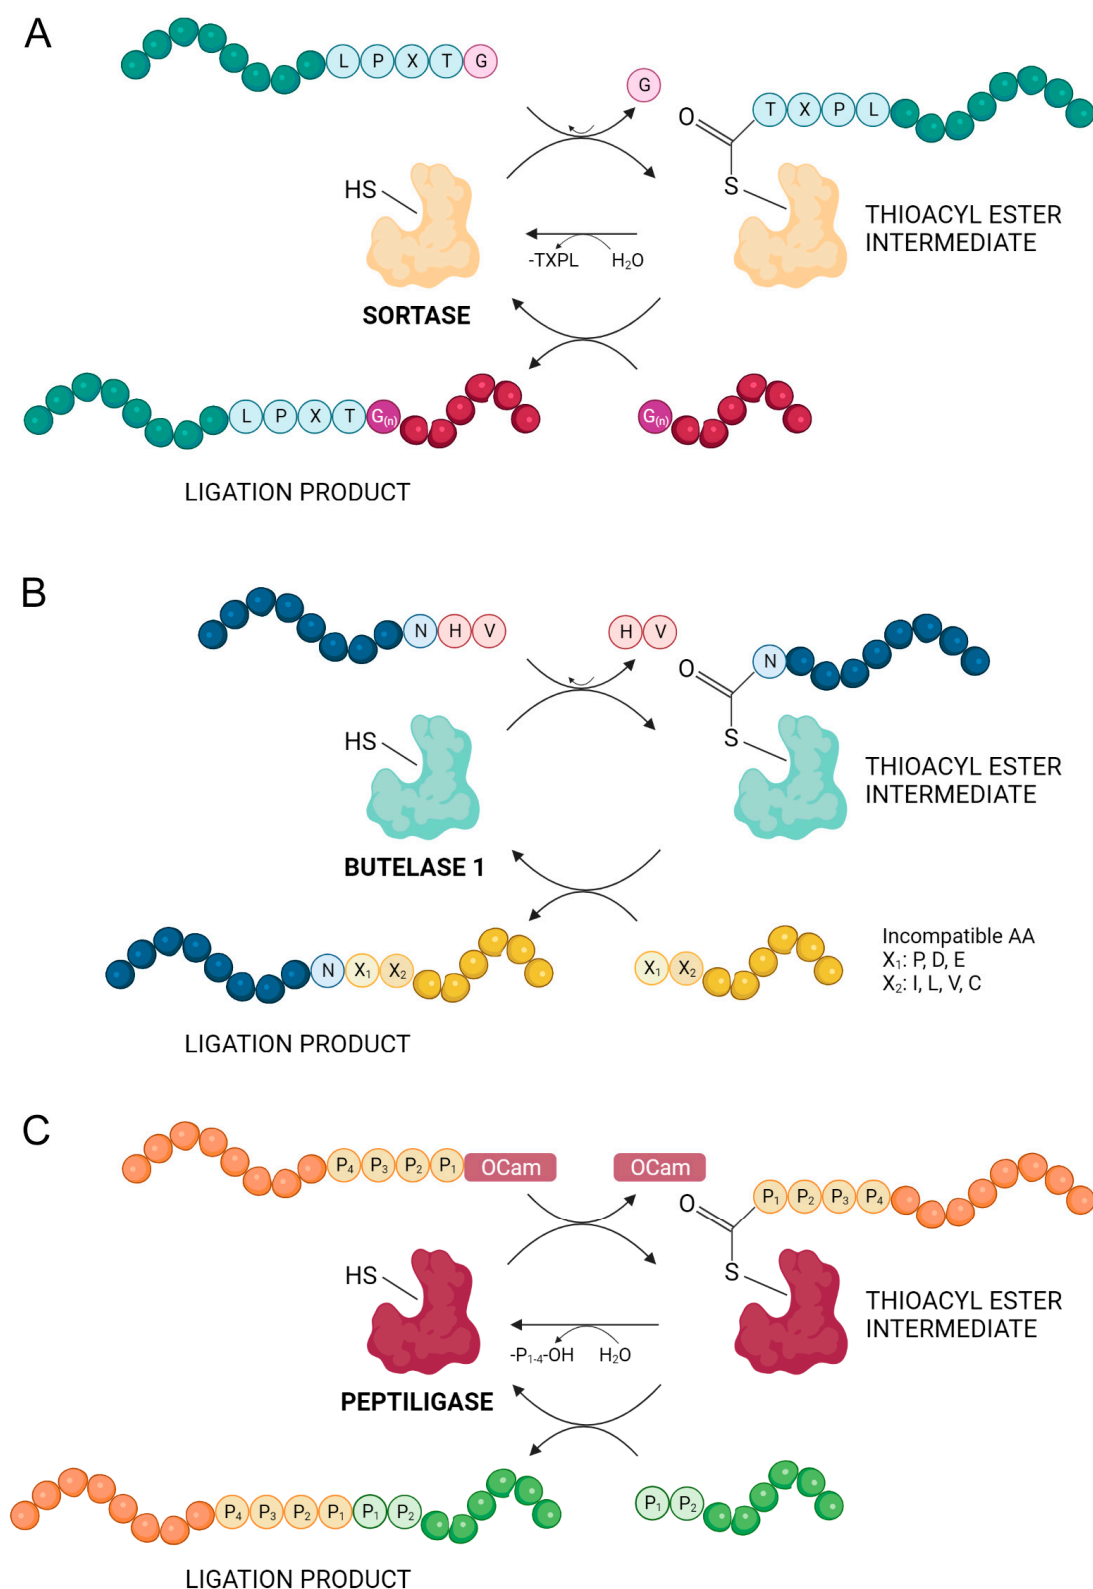 A
L P X T G
G
O
T X P L
HS
S
THIOACYL ESTER
INTERMEDIATE
-TXPL H₂O
SORTASE
L P X T G₍ₙ₎
G₍ₙ₎
LIGATION PRODUCT
B
N H V
H V
O
N
HS
S
THIOACYL ESTER
INTERMEDIATE
BUTELASE 1
N X₁ X₂
X₁ X₂
Incompatible AA
X₁: P, D, E
X₂: I, L, V, C
LIGATION PRODUCT
C
P₄ P₃ P₂ P₁ OCam
OCam
O
P₁ P₂ P₃ P₄
HS
S
THIOACYL ESTER
INTERMEDIATE
-P₁₋₄-OH H₂O
PEPTILIGASE
P₄ P₃ P₂ P₁ P₁ P₂
P₁ P₂
LIGATION PRODUCT